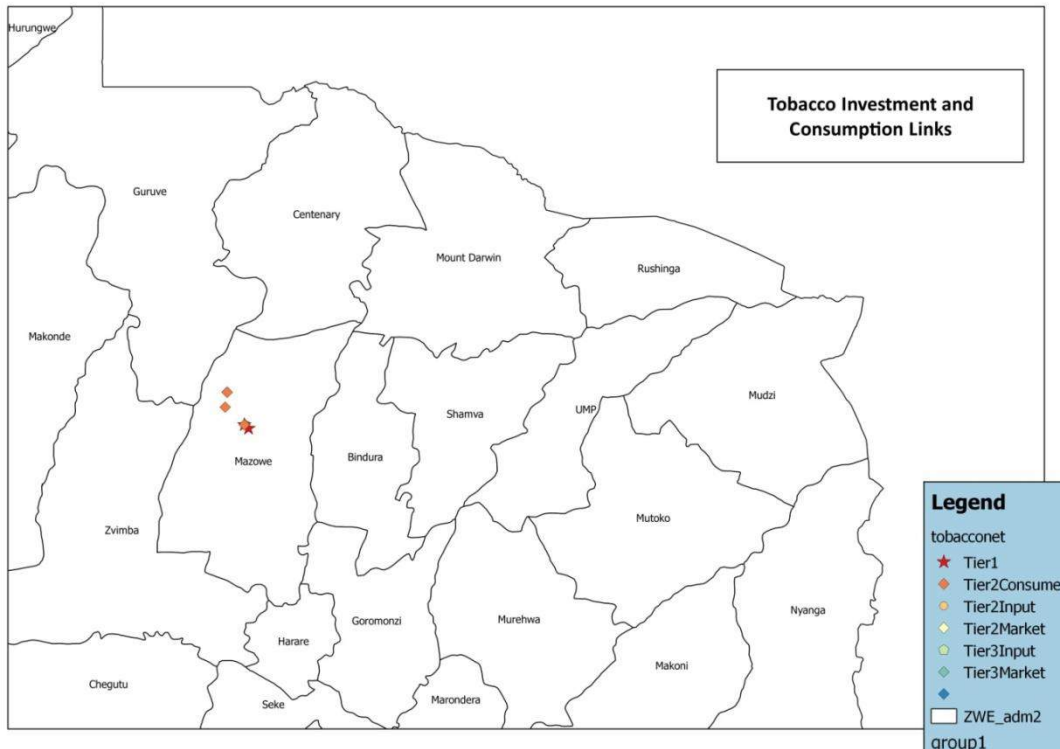 Hurungwe
Tobacco Investment and
Consumption Links
Guruve
Centenary
Mount Darwin
Rushinga
Makonde
Mudzi
Shamva
UMP
Mazowe
Bindura
Zvimba
Mutoko
Nyanga
Goromonzi
Murehwa
Harare
Makoni
Chegutu
Seke
Marondera
Legend
tobacconet
Tier1
Tier2Consume
Tier2Input
Tier2Market
Tier3Input
Tier3Market
ZWE_adm2
group1